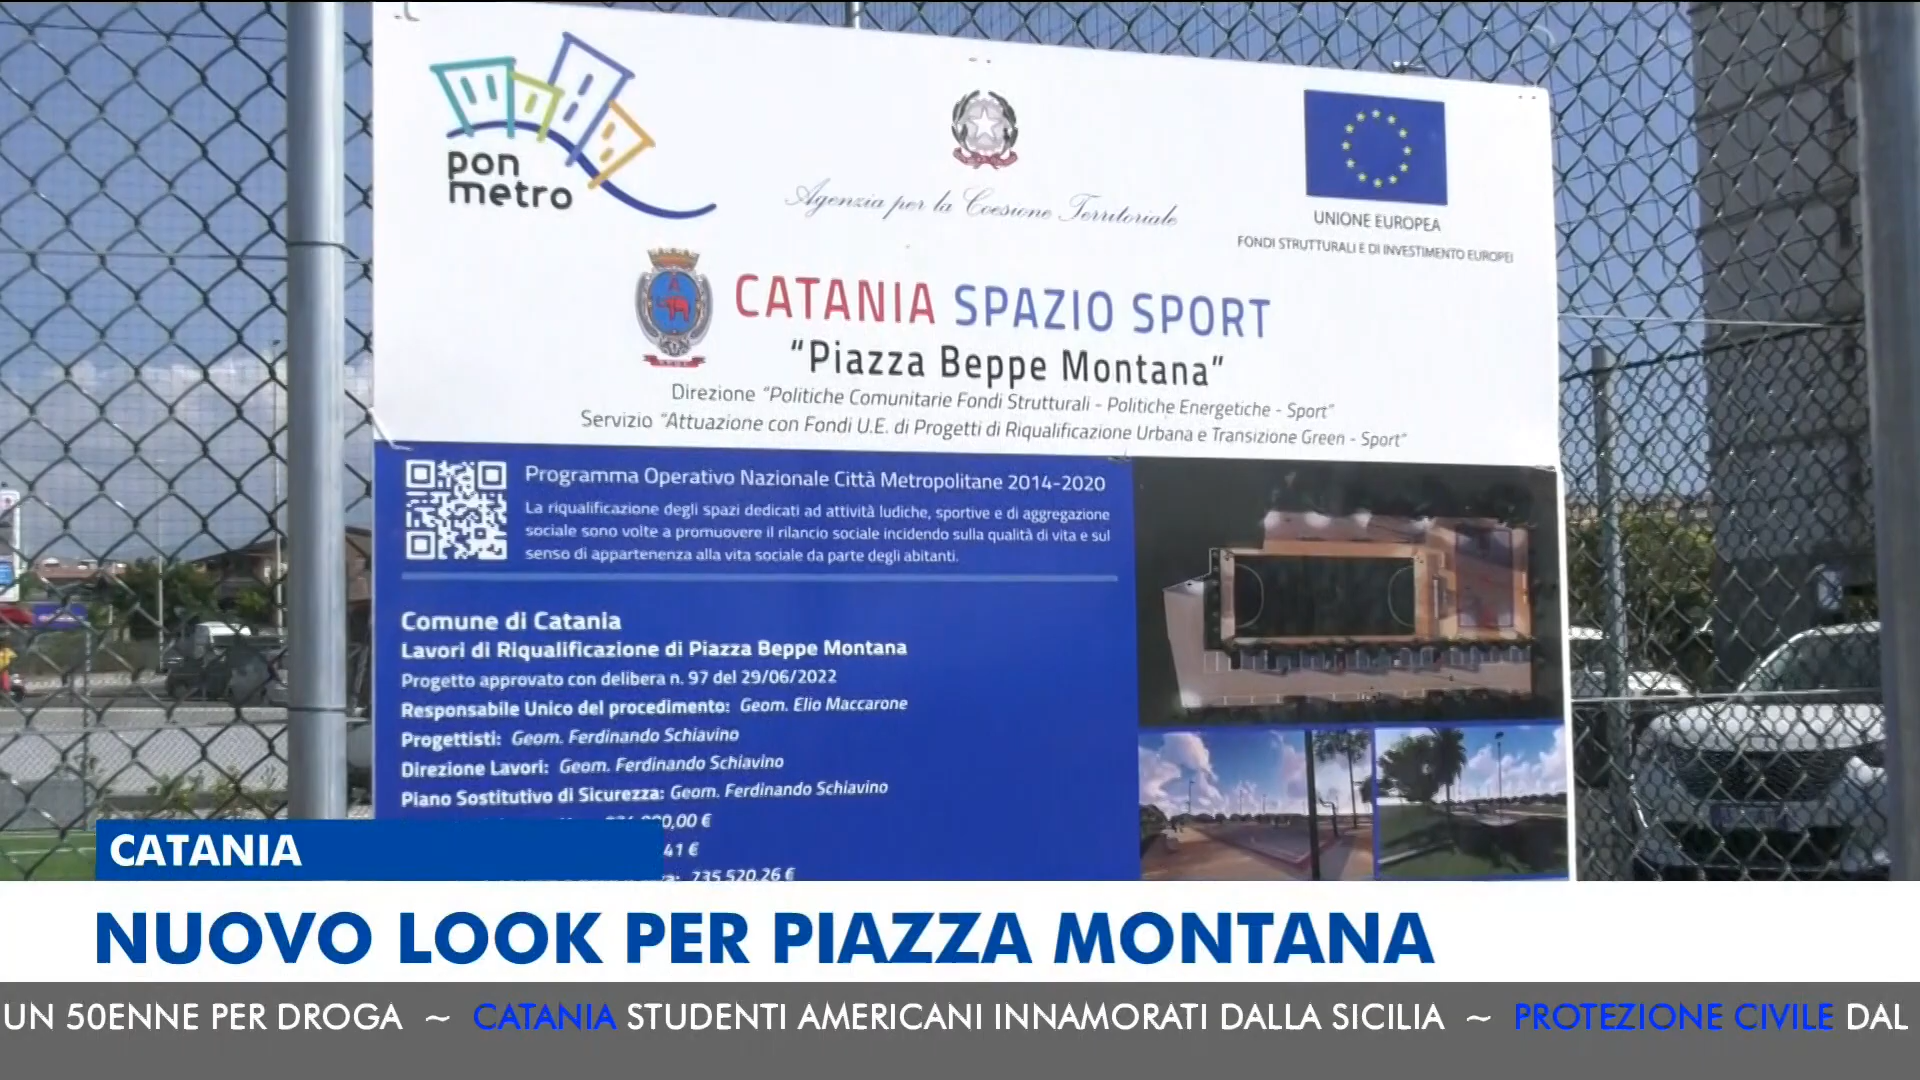 pon
metro
Agenzia per la Coesione Territoriale
UNIONE EUROPEA
FONDI STRUTTURALI E DI INVESTIMENTO EUROPEI
CATANIA SPAZIO SPORT
"Piazza Beppe Montana"
Direzione "Politiche Comunitarie Fondi Strutturali - Politiche Energetiche - Sport"
Servizio "Attuazione con Fondi U.E. di Progetti di Riqualificazione Urbana e Transizione Green - Sport"
Programma Operativo Nazionale Città Metropolitane 2014-2020
La riqualificazione degli spazi dedicati ad attività ludiche, sportive e di aggregazione
sociale sono volte a promuovere il rilancio sociale incidendo sulla qualità di vita e sul
senso di appartenenza alla vita sociale da parte degli abitanti.
Comune di Catania
Lavori di Riqualificazione di Piazza Beppe Montana
Progetto approvato con delibera n. 97 del 29/06/2022
Responsabile Unico del procedimento: Geom. Elio Maccarone
Progettisti: Geom. Ferdinando Schiavino
Direzione Lavori: Geom. Ferdinando Schiavino
Piano Sostitutivo di Sicurezza: Geom. Ferdinando Schiavino
0,00 €
41 €
735.520,26 €
CATANIA
NUOVO LOOK PER PIAZZA MONTANA
UN 50ENNE PER DROGA ~ CATANIA STUDENTI AMERICANI INNAMORATI DALLA SICILIA ~ PROTEZIONE CIVILE DAL